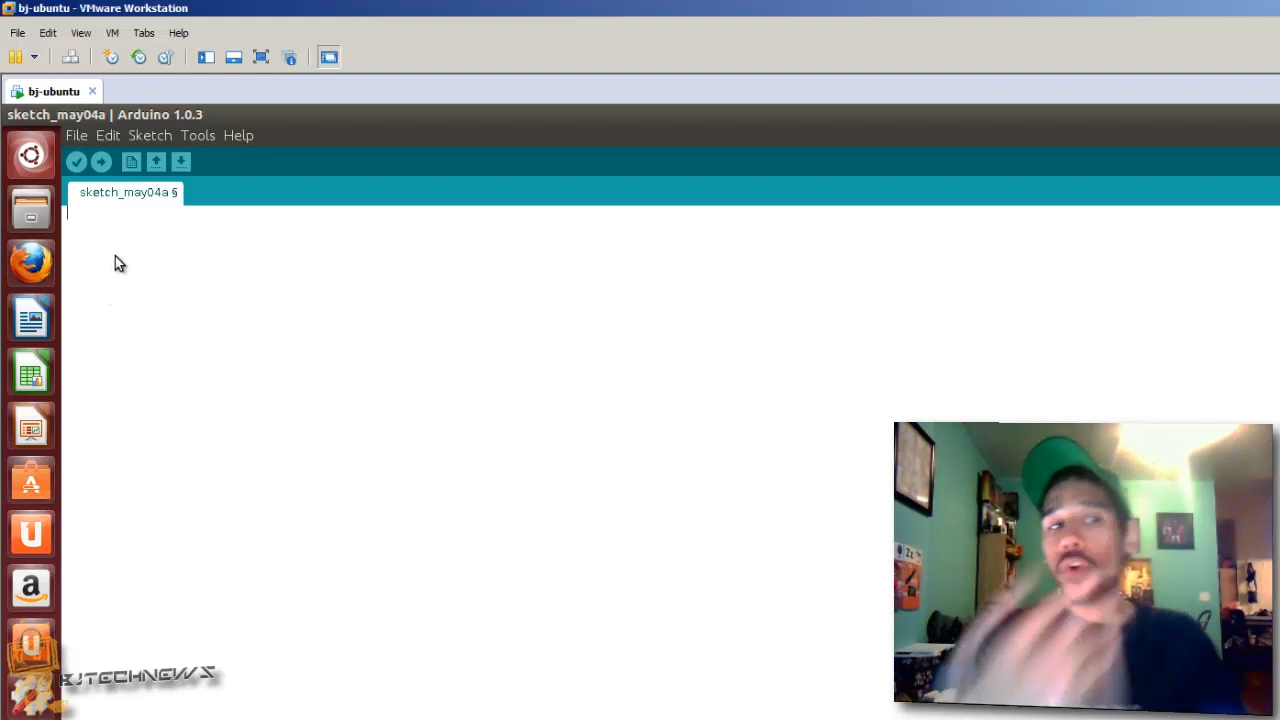 bj-ubuntu - VMware Workstation
File Edit View VM Tabs Help
bj-ubuntu
sketch_may04a | Arduino 1.0.3
File Edit Sketch Tools Help
sketch_may04a §
BJTECHNEWS